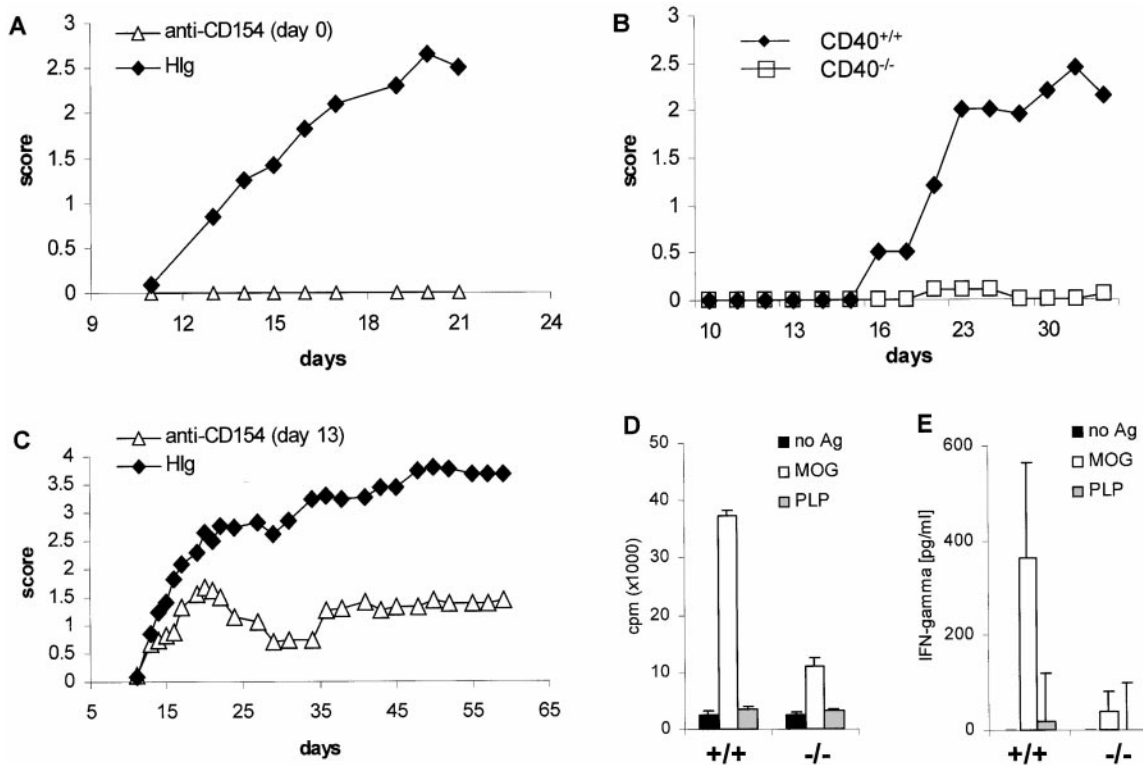 A
anti-CD154 (day 0)
HIg
3
2.5
2
1.5
1
0.5
0
score
9
12
15
18
21
24
days
B
CD40+/+
CD40-/-
3
2.5
2
1.5
1
0.5
0
score
10
13
16
23
30
days
C
anti-CD154 (day 13)
HIg
4
3.5
3
2.5
2
1.5
1
0.5
0
score
5
15
25
35
45
55
65
days
D
no Ag
MOG
PLP
50
40
30
20
10
0
cpm (x1000)
+/+
-/-
E
no Ag
MOG
PLP
600
400
200
0
IFN-gamma [pg/ml]
+/+
-/-